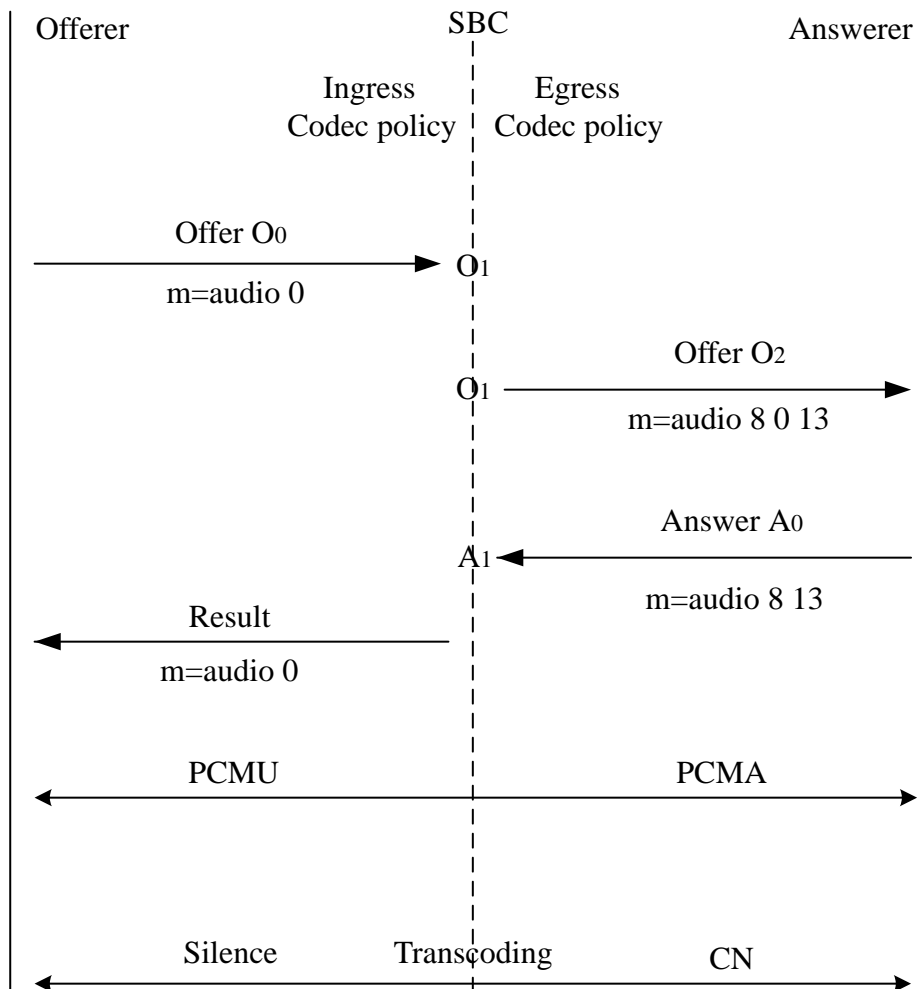 Offerer SBC Answerer
Ingress Egress
Codec policy Codec policy
Offer O0
O1
m=audio 0
Offer O2
O1
m=audio 8 0 13
Answer A0
A1
m=audio 8 13
Result
m=audio 0
PCMU PCMA
Silence Transcoding CN